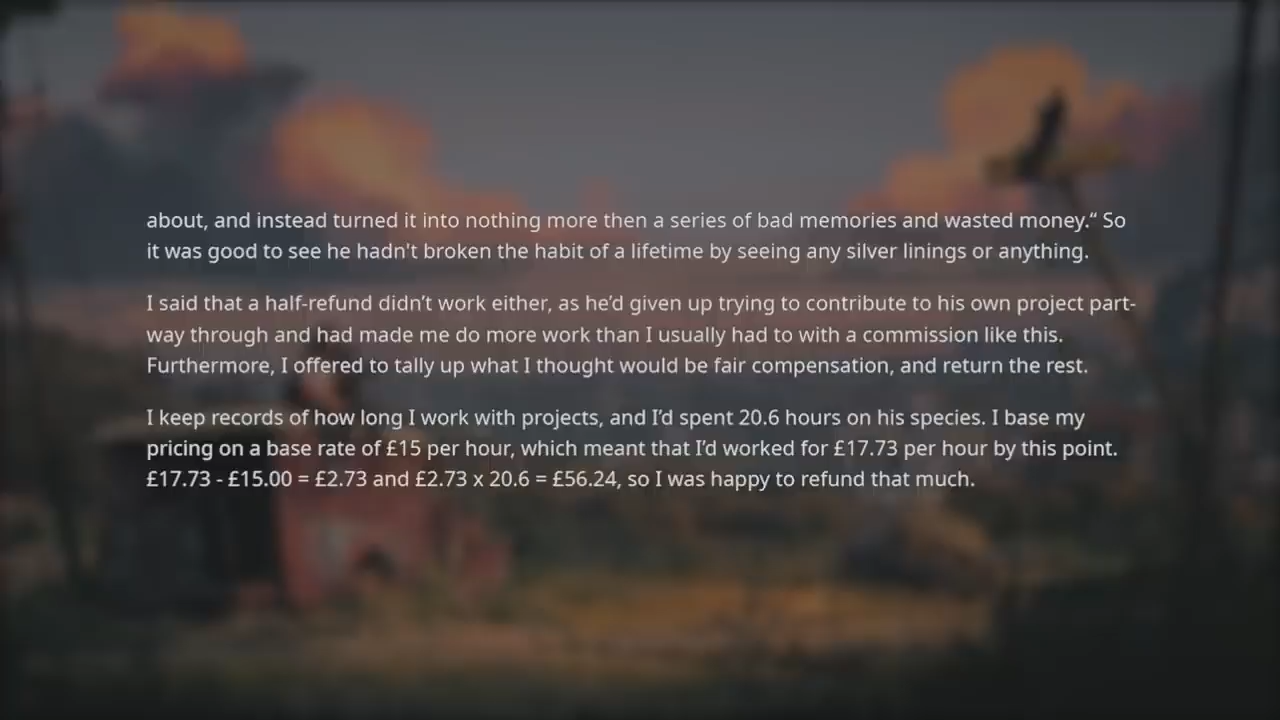 about, and instead turned it into nothing more then a series of bad memories and wasted money.“ So
it was good to see he hadn't broken the habit of a lifetime by seeing any silver linings or anything.
I said that a half-refund didn’t work either, as he’d given up trying to contribute to his own project part-
way through and had made me do more work than I usually had to with a commission like this.
Furthermore, I offered to tally up what I thought would be fair compensation, and return the rest.
I keep records of how long I work with projects, and I’d spent 20.6 hours on his species. I base my
pricing on a base rate of £15 per hour, which meant that I’d worked for £17.73 per hour by this point.
£17.73 - £15.00 = £2.73 and £2.73 x 20.6 = £56.24, so I was happy to refund that much.